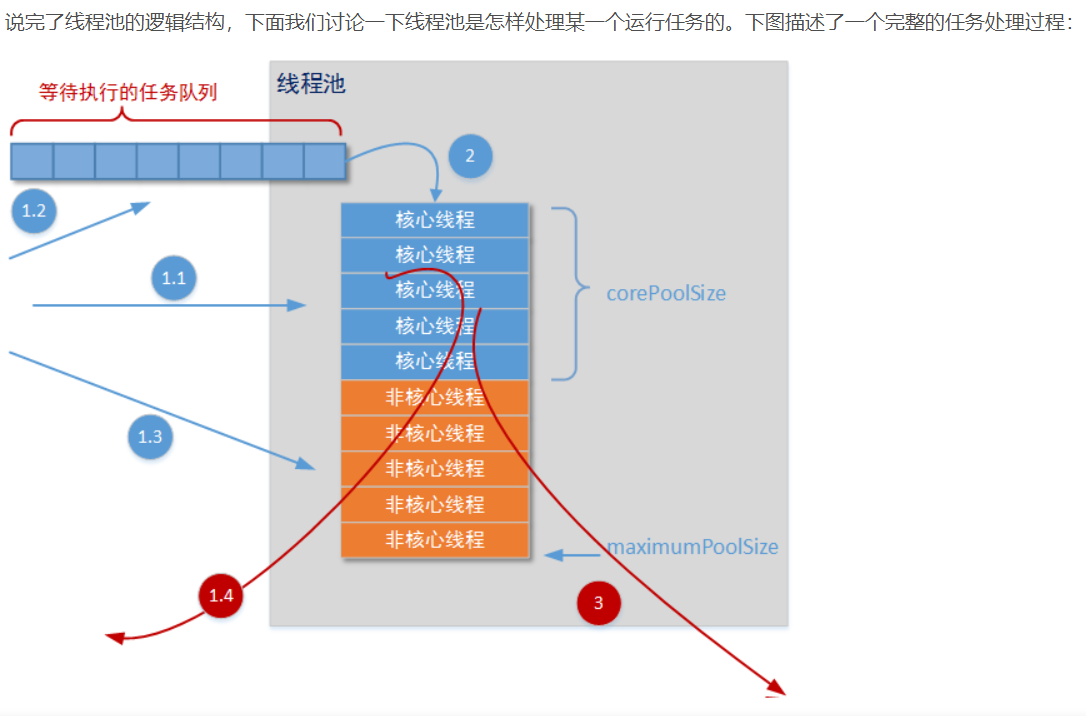 说完了线程池的逻辑结构，下面我们讨论一下线程池是怎样处理某一个运行任务的。下图描述了一个完整的任务处理过程：
线程池
等待执行的任务队列
2
1.2
核心线程
核心线程
1.1
核心线程
corePoolSize
核心线程
核心线程
非核心线程
非核心线程
1.3
非核心线程
非核心线程
非核心线程
maximumPoolSize
1.4
3